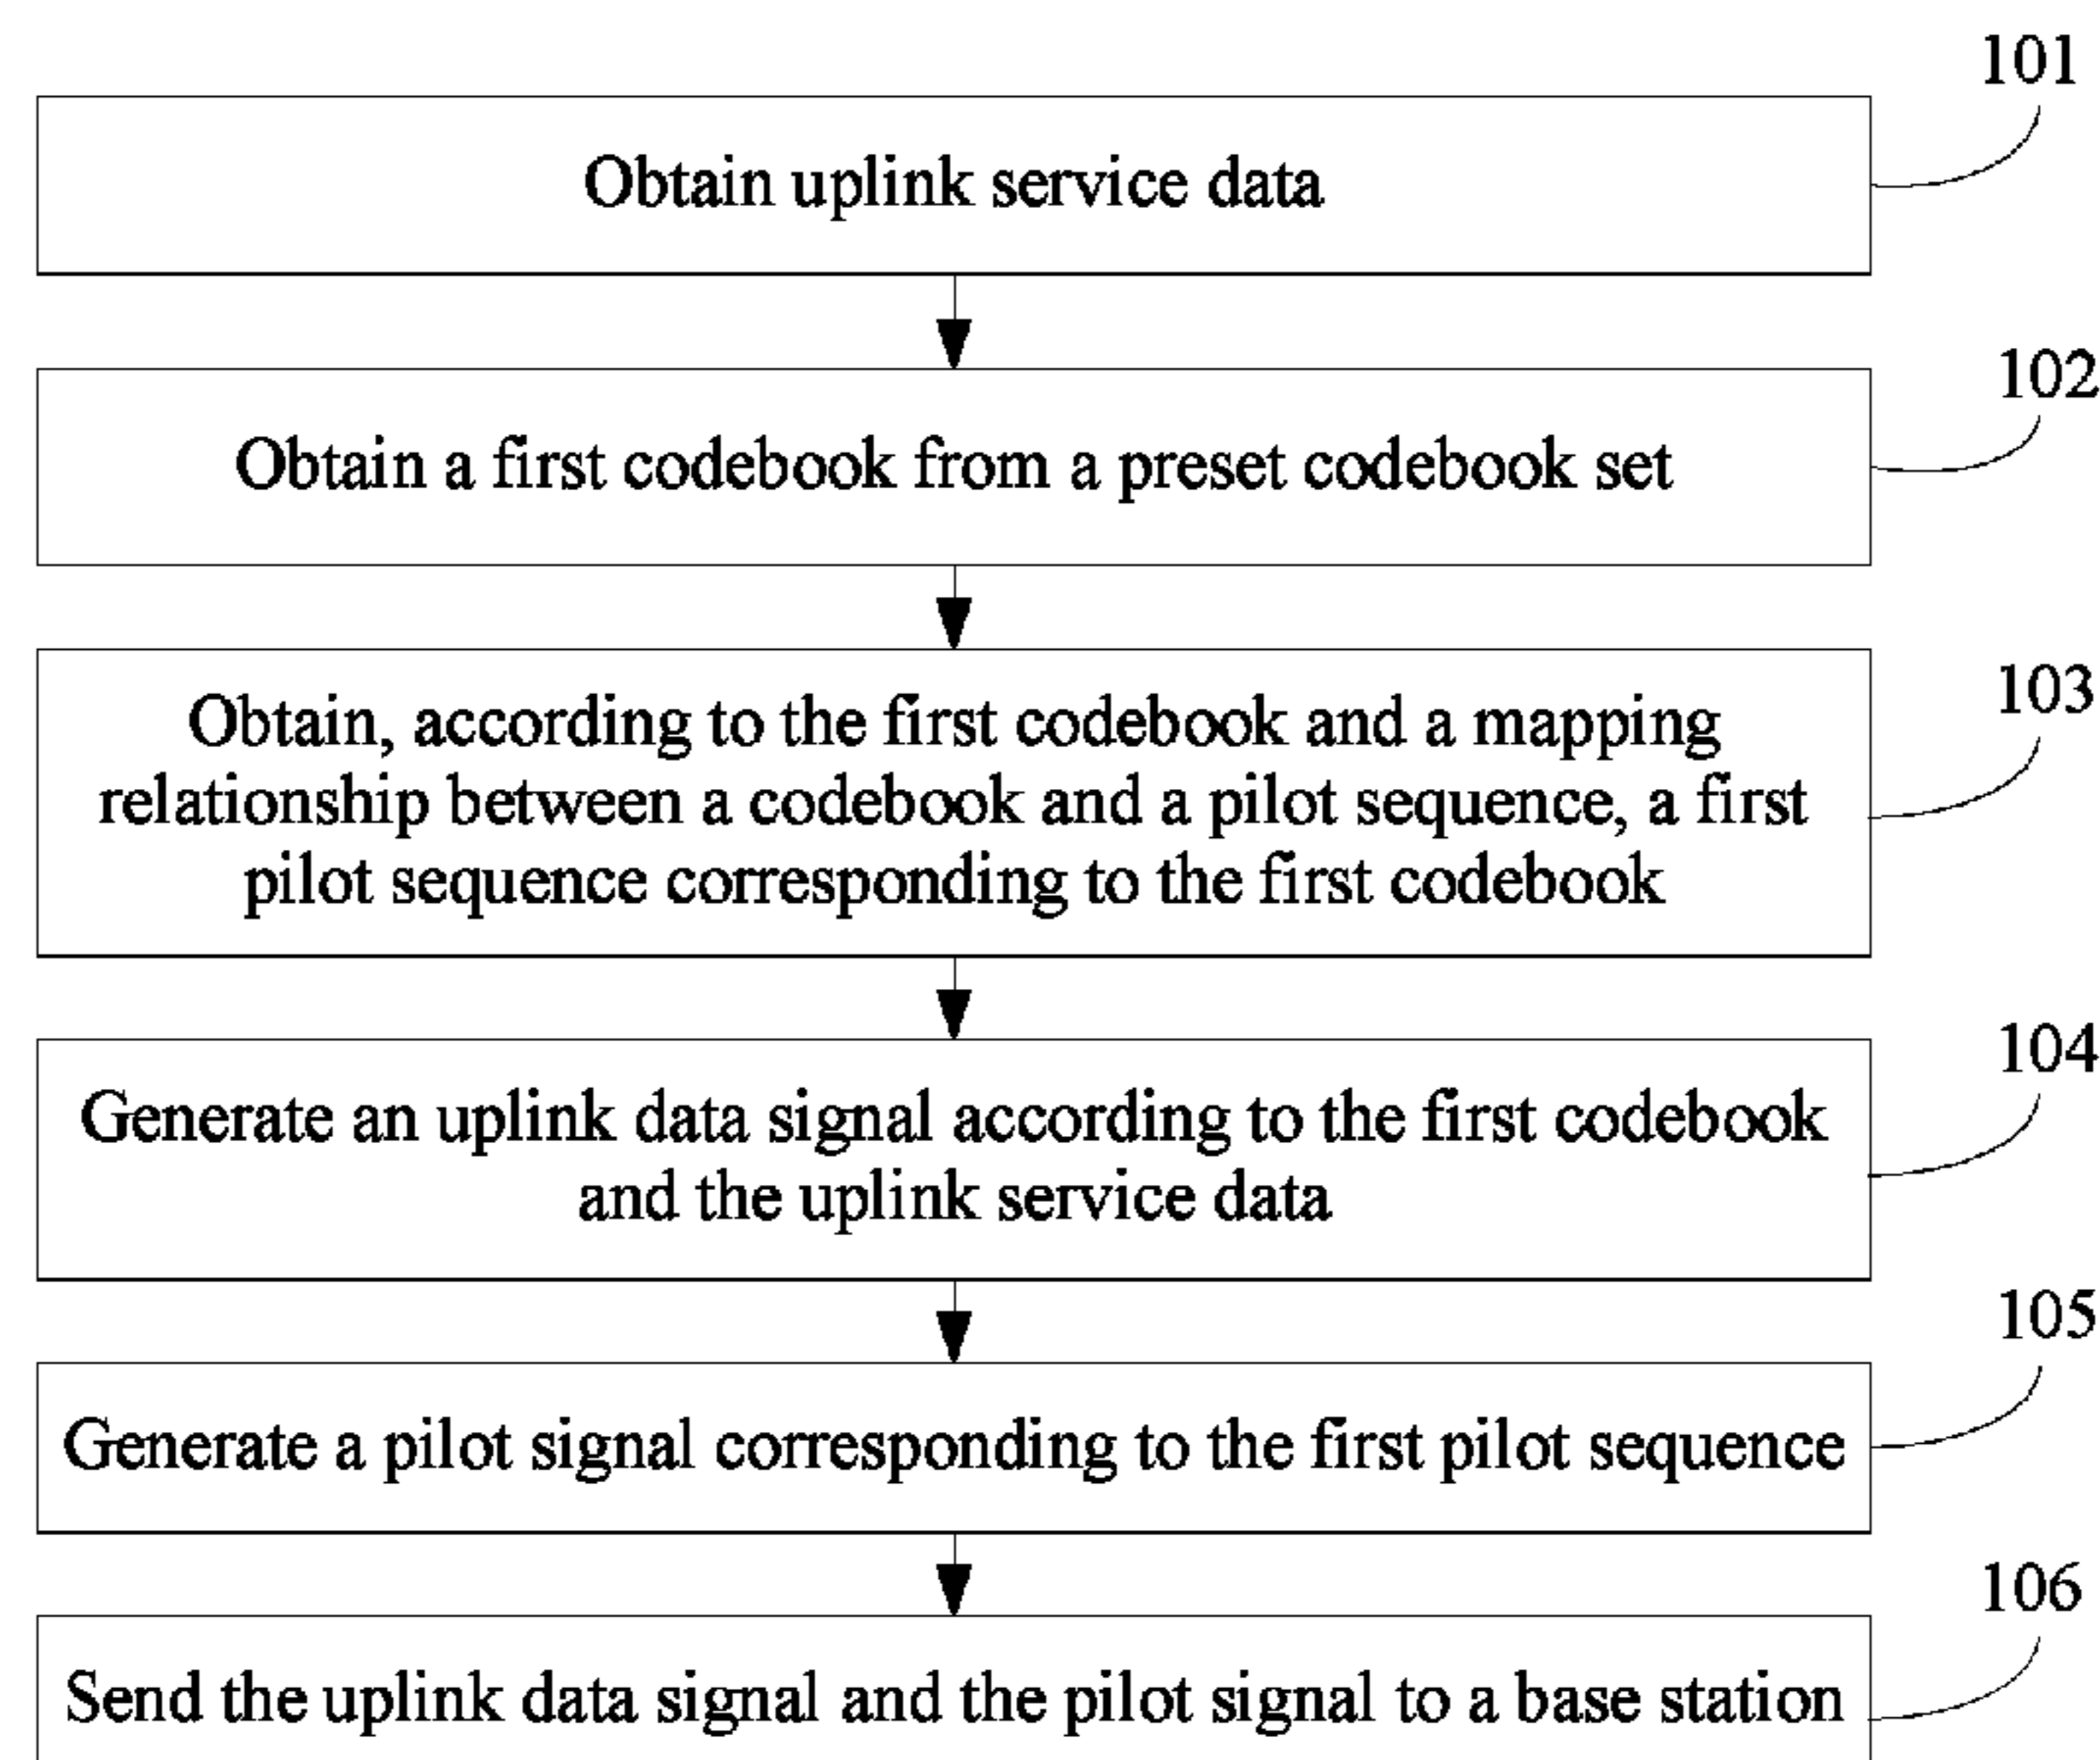 101
Obtain uplink service data
102
Obtain a first codebook from a preset codebook set
103
Obtain, according to the first codebook and a mapping
relationship between a codebook and a pilot sequence, a first
pilot sequence corresponding to the first codebook
104
Generate an uplink data signal according to the first codebook
and the uplink service data
105
Generate a pilot signal corresponding to the first pilot sequence
106
Send the uplink data signal and the pilot signal to a base station